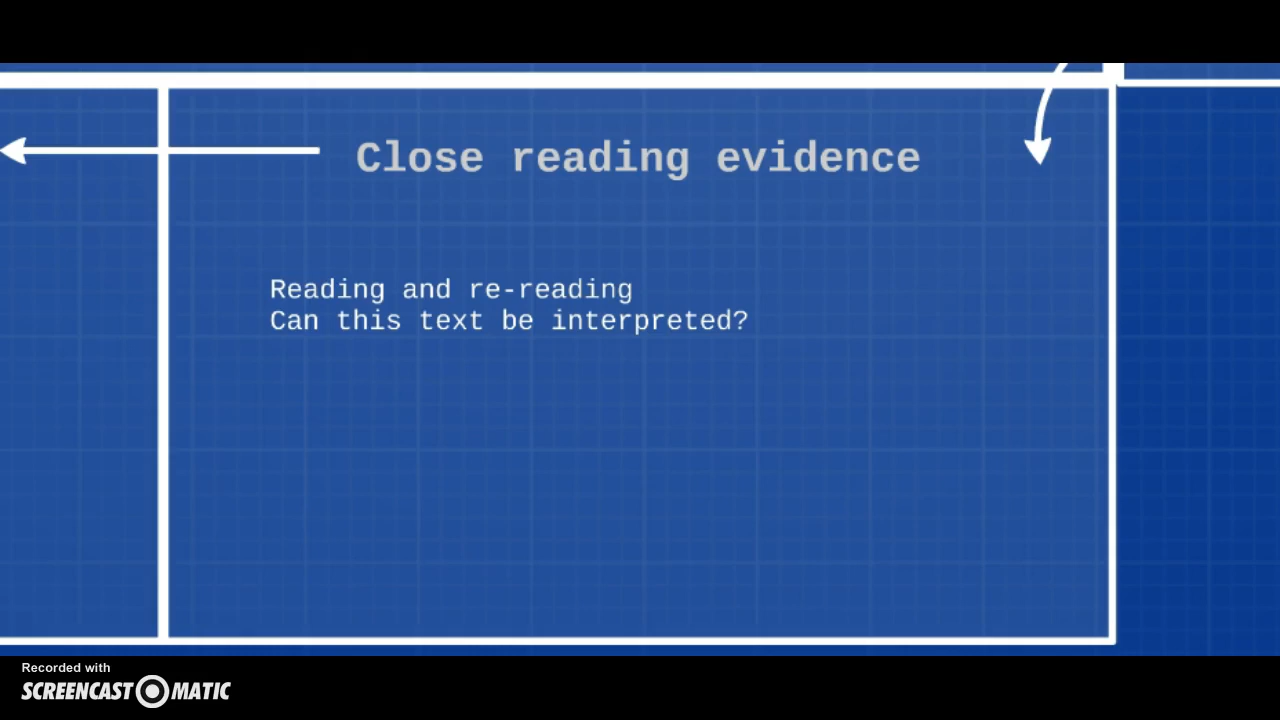 Close reading evidence
Reading and re-reading
Can this text be interpreted?
Recorded with
SCREENCAST MATIC